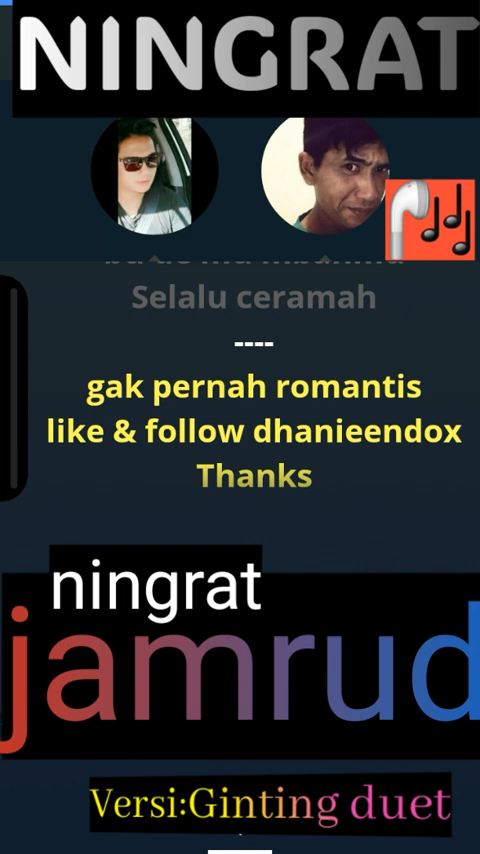 NINGRAT
Selalu ceramah
----
gak pernah romantis
like & follow dhanieendox
Thanks
ningrat
jamrud
Versi:Ginting duet